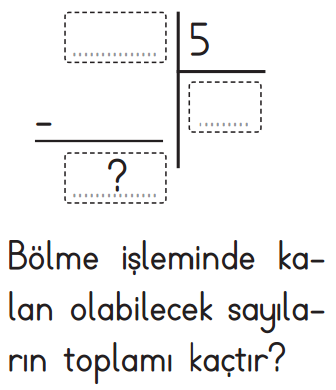 5
-
?
Bölme işleminde ka-
lan olabilecek sayıla-
rın toplamı kaçtır?